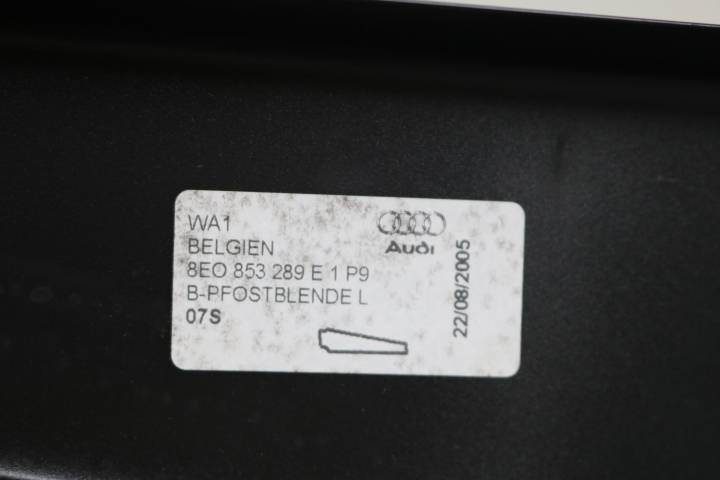 WA1
BELGIEN
8E0 853 289 E 1 P9
B-PFOSTBLENDE L
07S
Audi
22/08/2005